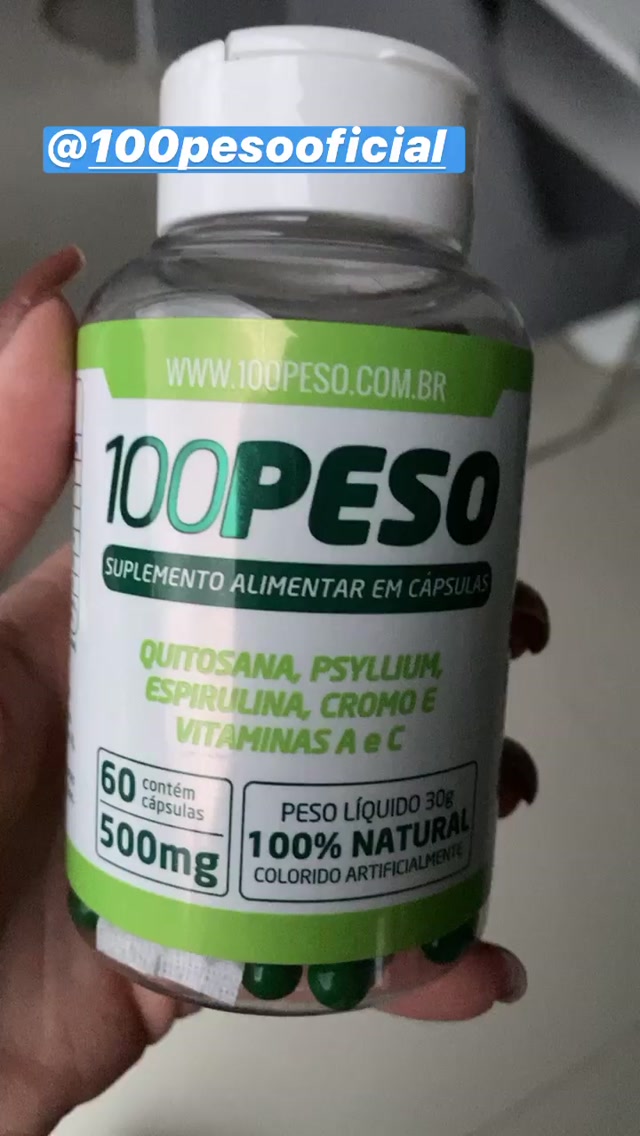 @100pesooficial
WWW.100PESO.COM.BR
100PESO
SUPLEMENTO ALIMENTAR EM CÁPSULAS
QUITOSANA, PSYLLIUM,
ESPIRULINA, CROMO E
VITAMINAS A e C
60 contém
cápsulas
500mg
PESO LÍQUIDO 30g
100% NATURAL
COLORIDO ARTIFICIALMENTE